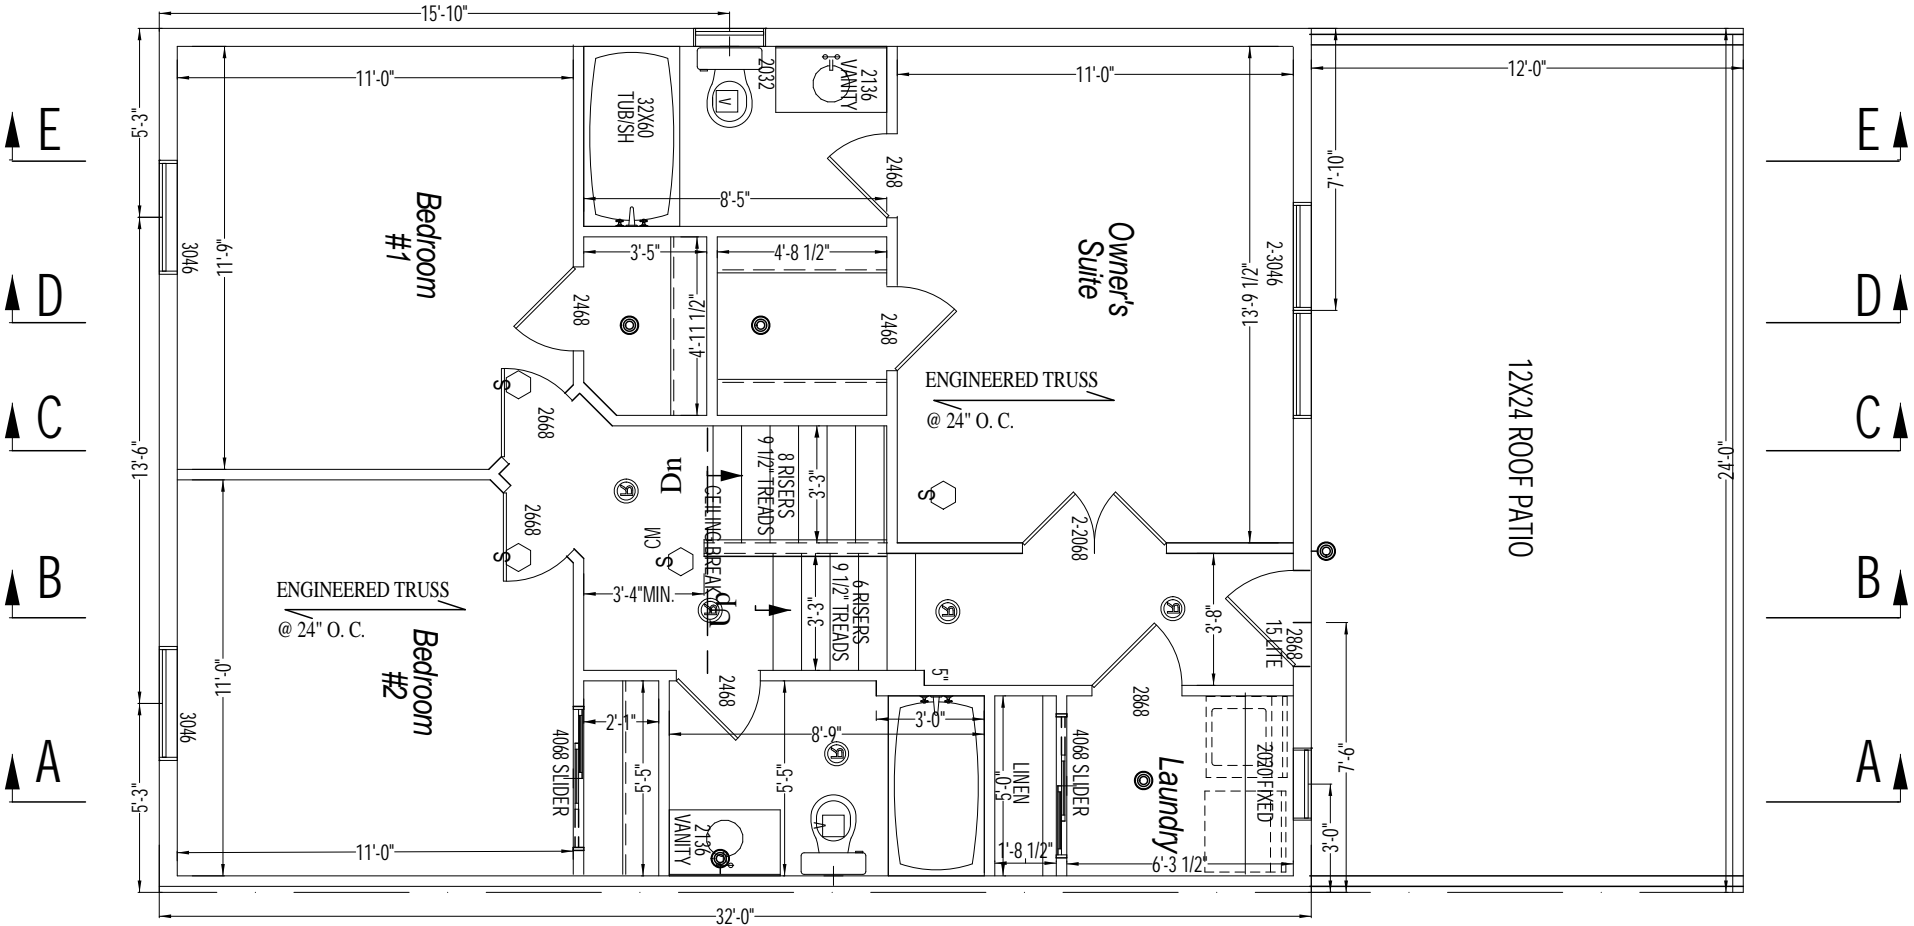 15'-10"
5'-3"
11'-0"
2032
VANITY
2136
11'-0"
12'-0"
32X60
TUB/SH
V
E
E
2468
7'-10"
8'-5"
Bedroom
#1
11'-9"
3046
3'-5"
4'-8 1/2"
Owner's
Suite
2-3046
13'-9 1/2"
D
D
2468
4'-11 1/2"
2468
ENGINEERED TRUSS
@ 24" O. C.
12X24 ROOF PATIO
24'-0"
S
2668
C
C
13'-6"
Dn
8 RISERS
9 1/2" TREADS
3'-3"
S
2668
CEILING BREAK
2-2068
S
S
ENGINEERED TRUSS
@ 24" O. C.
3'-4"MIN.
Up
6 RISERS
9 1/2" TREADS
3'-3"
3'-8"
2868
15 LITE
B
B
Bedroom
#2
11'-0"
2468
5"
2868
3046
2'-1"
3'-0"
8'-9"
4068 SLIDER
5'-5"
5'-5"
LINEN
5'-0"
4068 SLIDER
Laundry
2020 FIXED
7'-6"
A
A
5'-3"
2136
VANITY
3'-0"
11'-0"
1'-8 1/2"
6'-3 1/2"
32'-0"